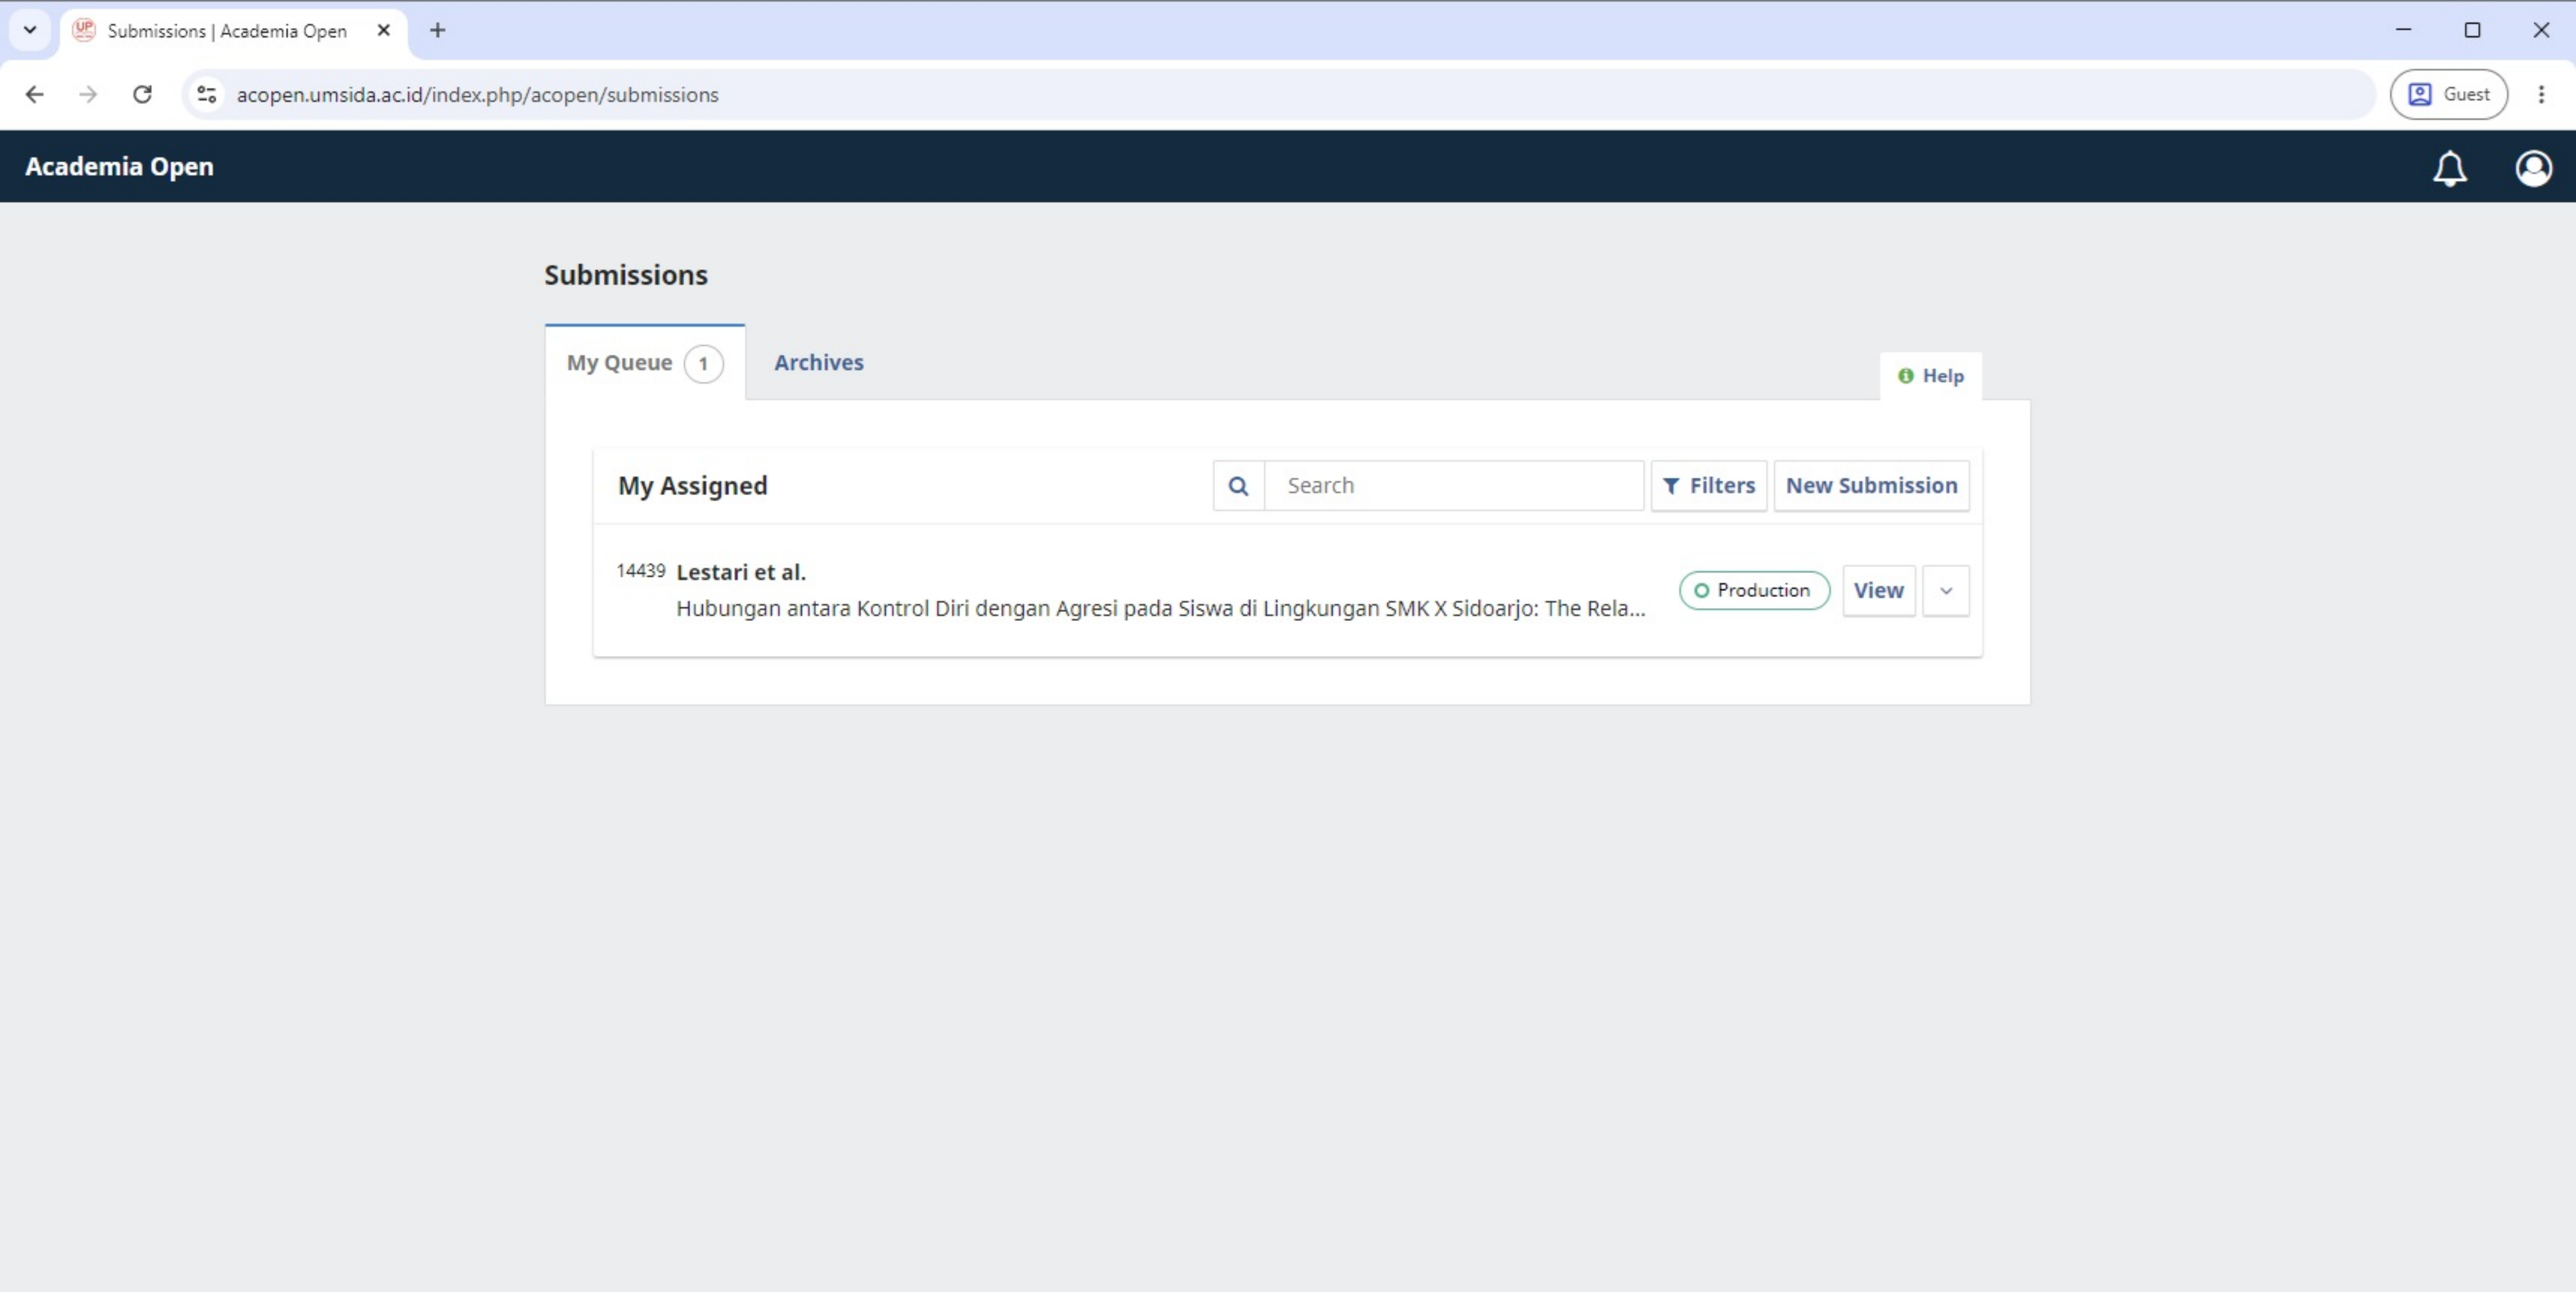 Submissions | Academia Open
acopen.umsida.ac.id/index.php/acopen/submissions
Guest
Academia Open
Submissions
My Queue 1
Archives
Help
My Assigned
Search
Filters
New Submission
14439 Lestari et al.
Hubungan antara Kontrol Diri dengan Agresi pada Siswa di Lingkungan SMK X Sidoarjo: The Rela...
Production
View